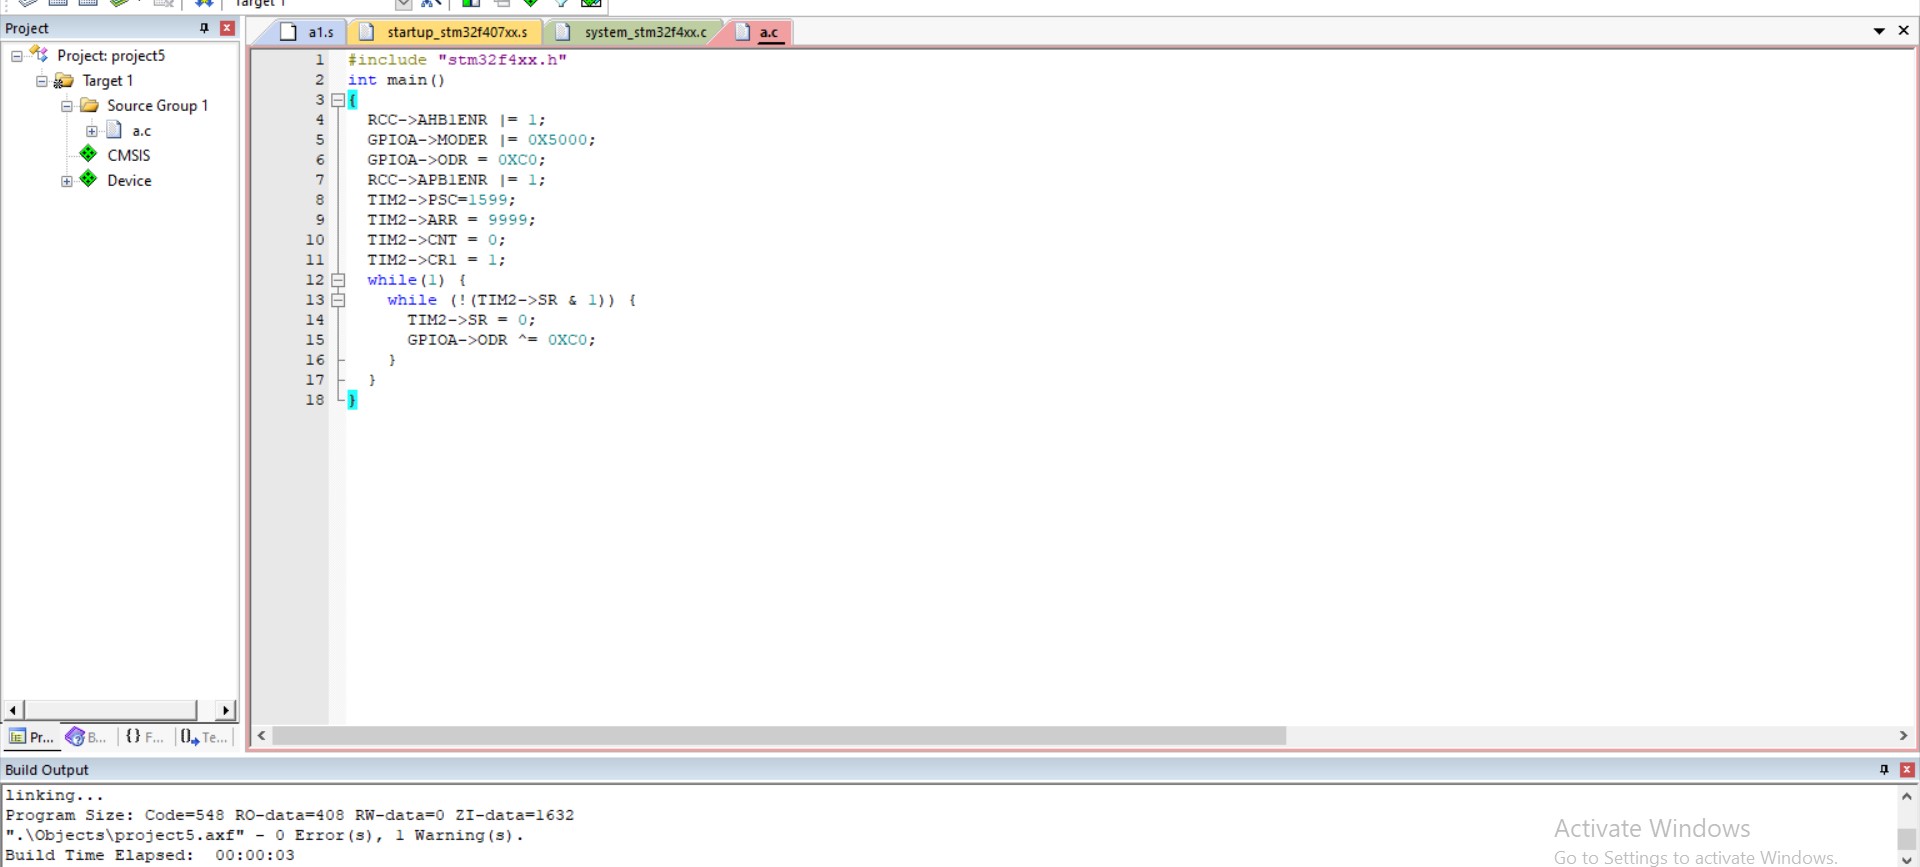 Target 1
Project
Project: project5
Target 1
Source Group 1
a.c
CMSIS
Device
Pr... B... {} F... Te...
a1.s startup_stm32f407xx.s system_stm32f4xx.c a.c
1 #include "stm32f4xx.h"
2 int main()
3 {
4 RCC->AHB1ENR |= 1;
5 GPIOA->MODER |= 0X5000;
6 GPIOA->ODR = 0XC0;
7 RCC->APB1ENR |= 1;
8 TIM2->PSC=1599;
9 TIM2->ARR = 9999;
10 TIM2->CNT = 0;
11 TIM2->CR1 = 1;
12 while(1) {
13 while (!(TIM2->SR & 1)) {
14 TIM2->SR = 0;
15 GPIOA->ODR ^= 0XC0;
16 }
17 }
18 }
Build Output
linking...
Program Size: Code=548 RO-data=408 RW-data=0 ZI-data=1632
".\Objects\project5.axf" - 0 Error(s), 1 Warning(s).
Build Time Elapsed: 00:00:03
Activate Windows
Go to Settings to activate Windows.